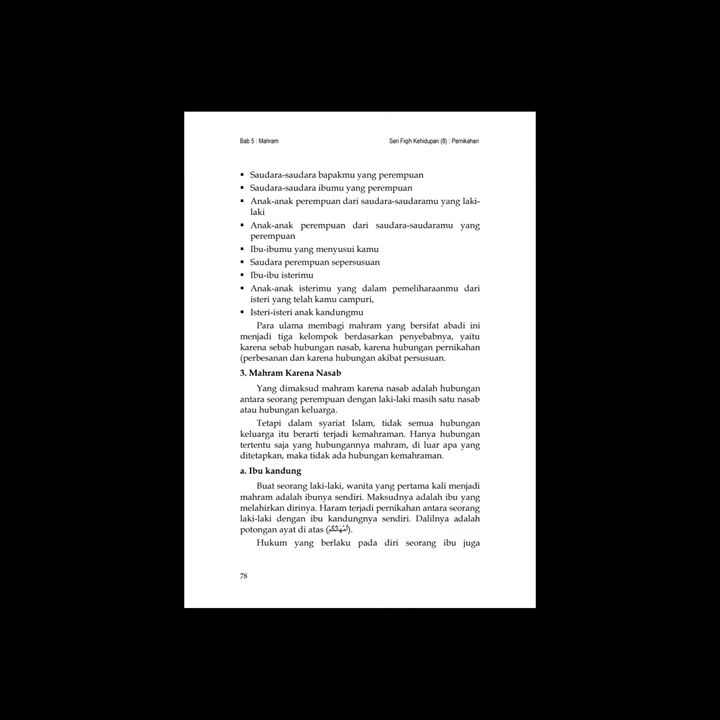 Bab 5 : Mahram Seri Fiqih Kehidupan (8) : Pernikahan
▪ Saudara-saudara bapakmu yang perempuan
▪ Saudara-saudara ibumu yang perempuan
▪ Anak-anak perempuan dari saudara-saudaramu yang laki-
laki
▪ Anak-anak perempuan dari saudara-saudaramu yang
perempuan
▪ Ibu-ibumu yang menyusui kamu
▪ Saudara perempuan sepersusuan
▪ Ibu-ibu isterimu
▪ Anak-anak isterimu yang dalam pemeliharaanmu dari
isteri yang telah kamu campuri,
▪ Isteri-isteri anak kandungmu
Para ulama membagi mahram yang bersifat abadi ini
menjadi tiga kelompok berdasarkan penyebabnya, yaitu
karena sebab hubungan nasab, karena hubungan pernikahan
(perbesanan dan karena hubungan akibat persusuan.
3. Mahram Karena Nasab
Yang dimaksud mahram karena nasab adalah hubungan
antara seorang perempuan dengan laki-laki masih satu nasab
atau hubungan keluarga.
Tetapi dalam syariat Islam, tidak semua hubungan
keluarga itu berarti terjadi kemahraman. Hanya hubungan
tertentu saja yang hubungannya mahram, di luar apa yang
ditetapkan, maka tidak ada hubungan kemahraman.
a. Ibu kandung
Buat seorang laki-laki, wanita yang pertama kali menjadi
mahram adalah ibunya sendiri. Maksudnya adalah ibu yang
melahirkan dirinya. Haram terjadi pernikahan antara seorang
laki-laki dengan ibu kandungnya sendiri. Dalilnya adalah
potongan ayat di atas (أُمَّهَاتُكُمْ).
Hukum yang berlaku pada diri seorang ibu juga
78